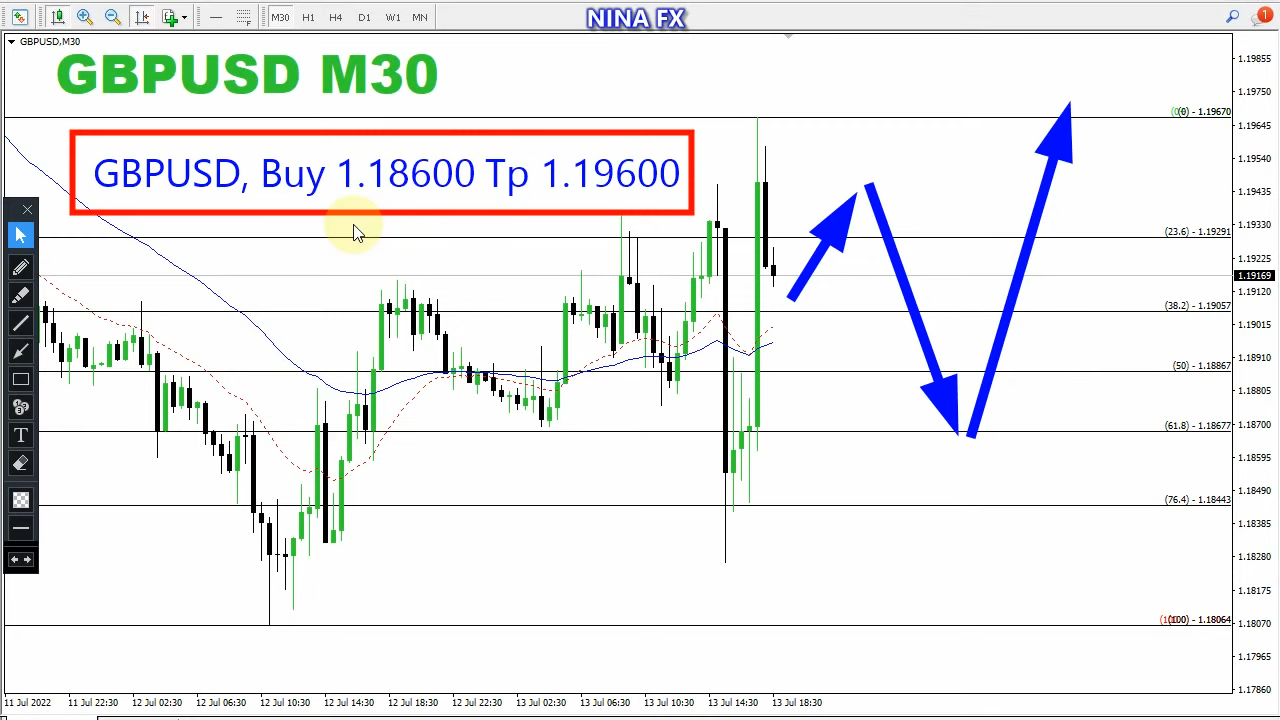 M30 H1 H4 D1 W1 MN
NINA FX
1
GBPUSD,M30
GBPUSD M30
GBPUSD, Buy 1.18600 Tp 1.19600
(0) - 1.19670
(23.6) - 1.19291
(38.2) - 1.19057
(50) - 1.18867
(61.8) - 1.18677
(76.4) - 1.18443
(100) - 1.18064
1.19855
1.19750
1.19645
1.19540
1.19435
1.19330
1.19225
1.19169
1.19120
1.19015
1.18910
1.18805
1.18700
1.18595
1.18490
1.18385
1.18280
1.18175
1.18070
1.17965
1.17860
T
11 Jul 2022
11 Jul 22:30
12 Jul 02:30
12 Jul 06:30
12 Jul 10:30
12 Jul 14:30
12 Jul 18:30
12 Jul 22:30
13 Jul 02:30
13 Jul 06:30
13 Jul 10:30
13 Jul 14:30
13 Jul 18:30